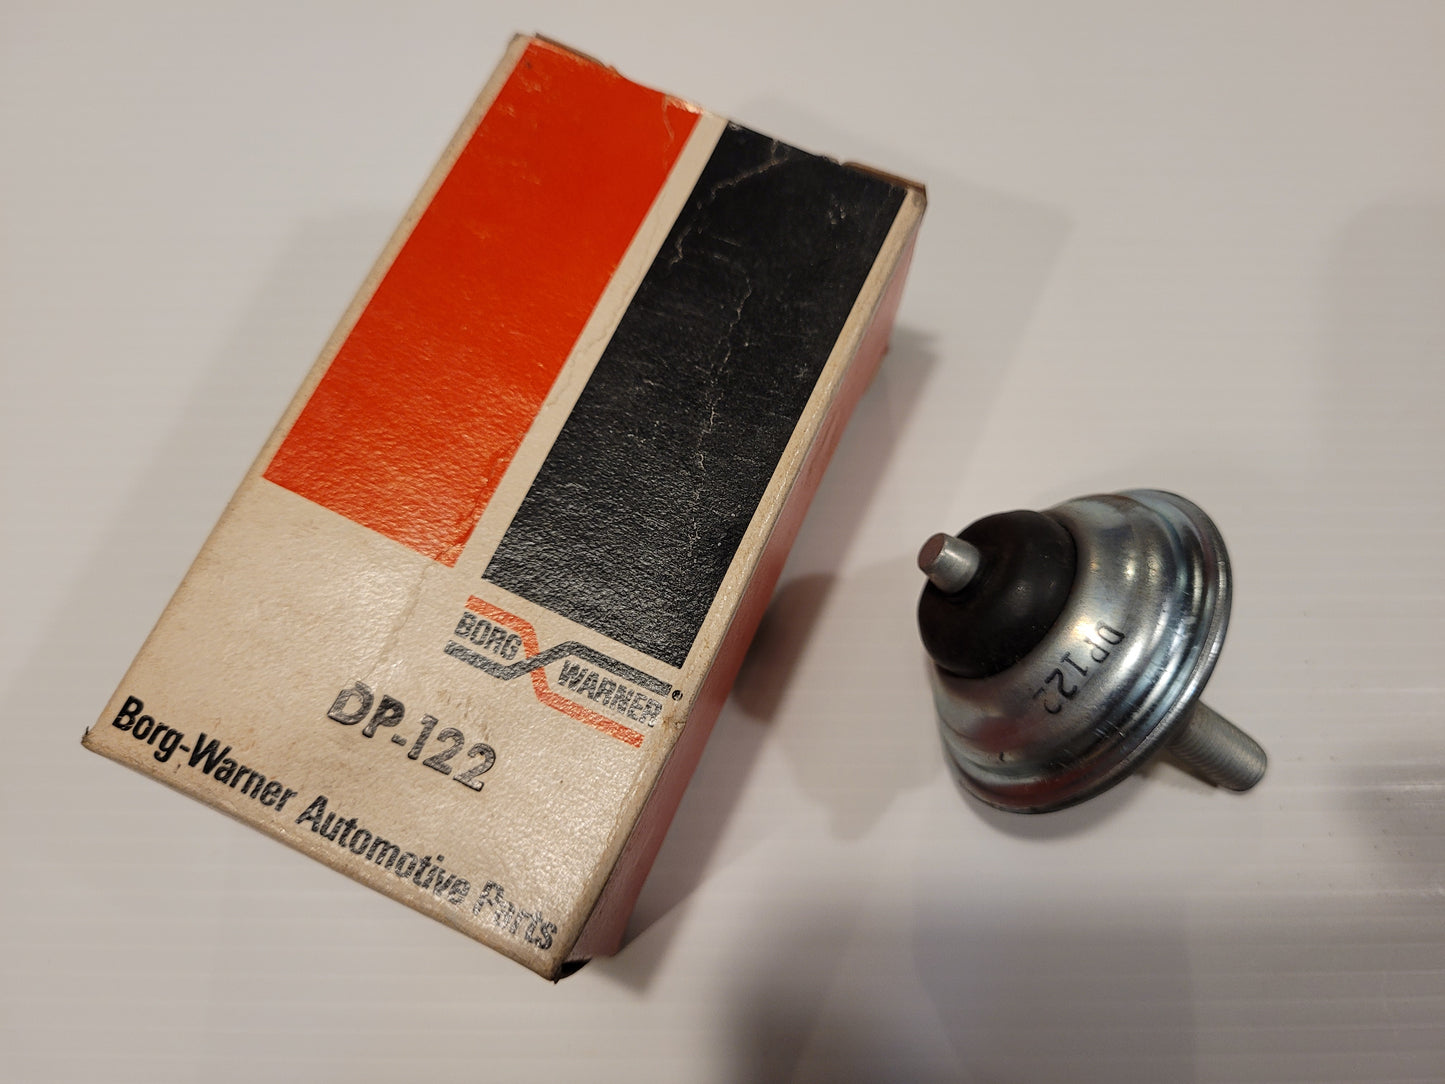 BORG
WARNER®
DP-122
Borg-Warner Automotive Parts
DP122